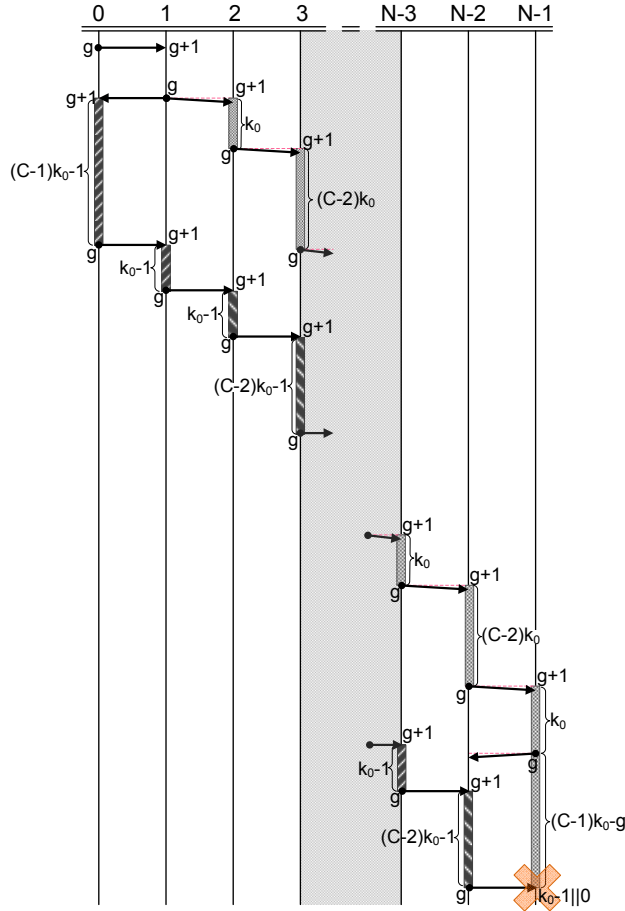 0 1 2 3 = N-3 N-2 N-1
g g+1
g
g+1 g+1
k₀
g g+1
(C-1)k₀-1
(C-2)k₀
g g+1 g
k₀-1
g g+1
k₀-1
g g+1
(C-2)k₀-1
g
g+1
k₀
g g+1
(C-2)k₀
g g+1
k₀
g+1
k₀-1 g
g g+1
(C-2)k₀-1 (C-1)k₀-g
g k₀-1||0